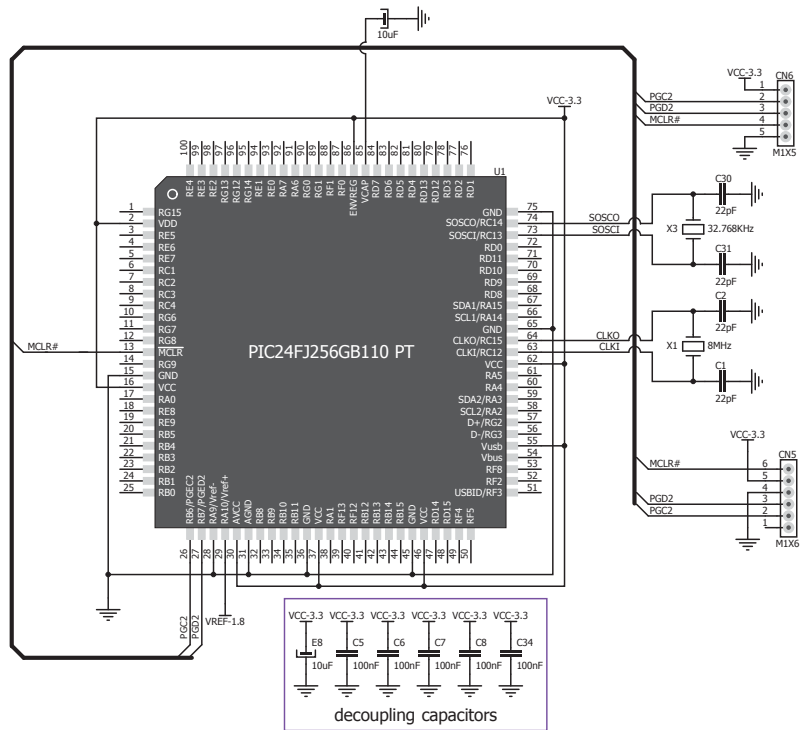 10uF
VCC-3.3
VCC-3.3
CN6
1
PGC2 2
PGD2 3
MCLR# 4
5
M1X5
100 99 98 97 96 95 94 93 92 91 90 89 88 87 86 85 84 83 82 81 80 79 78 77 76
RE4 RE3 RE2 RG13 RG12 RG14 RE1 RE0 RA7 RA6 RG0 RG1 RF1 RF0 ENVREG VCAP RD7 RD6 RD5 RD4 RD13 RD12 RD3 RD2 RD1
U1
1 RG15
2 VDD
3 RE5
4 RE6
5 RE7
6 RC1
7 RC2
8 RC3
9 RC4
10 RG6
11 RG7
12 RG8
MCLR# 13 MCLR
14 RG9
15 GND
16 VCC
17 RA0
18 RE8
19 RE9
20 RB5
21 RB4
22 RB3
23 RB2
24 RB1
25 RB0
PIC24FJ256GB110 PT
GND 75
SOSCO/RC14 74 SOSCO
SOSCI/RC13 73 SOSCI
RD0 72
RD11 71
RD10 70
RD9 69
RD8 68
SDA1/RA15 67
SCL1/RA14 66
GND 65
CLKO/RC15 64 CLKO
CLKI/RC12 63 CLKI
VCC 62
RA5 61
RA4 60
SDA2/RA3 59
SCL2/RA2 58
D+/RG2 57
D-/RG3 56
Vusb 55
Vbus 54
RF8 53
RF2 52
USBID/RF3 51
C30
22pF
X3 32.768KHz
C31
22pF
C2
22pF
X1 8MHz
C1
22pF
VCC-3.3
CN5
MCLR# 6
5
4
PGD2 3
PGC2 2
1
M1X6
RB6/PGEC2 RB7/PGED2 RA9/Vref- RA10/Vref+ AVCC AGND RB8 RB9 RB10 RB11 GND VCC RA1 RF13 RF12 RB12 RB13 RB14 RB15 GND VCC RD14 RD15 RF4 RF5
26 27 28 29 30 31 32 33 34 35 36 37 38 39 40 41 42 43 44 45 46 47 48 49 50
PGC2
PGD2
VREF-1.8
VCC-3.3 VCC-3.3 VCC-3.3 VCC-3.3 VCC-3.3 VCC-3.3
E8 C5 C6 C7 C8 C34
10uF 100nF 100nF 100nF 100nF 100nF
decoupling capacitors